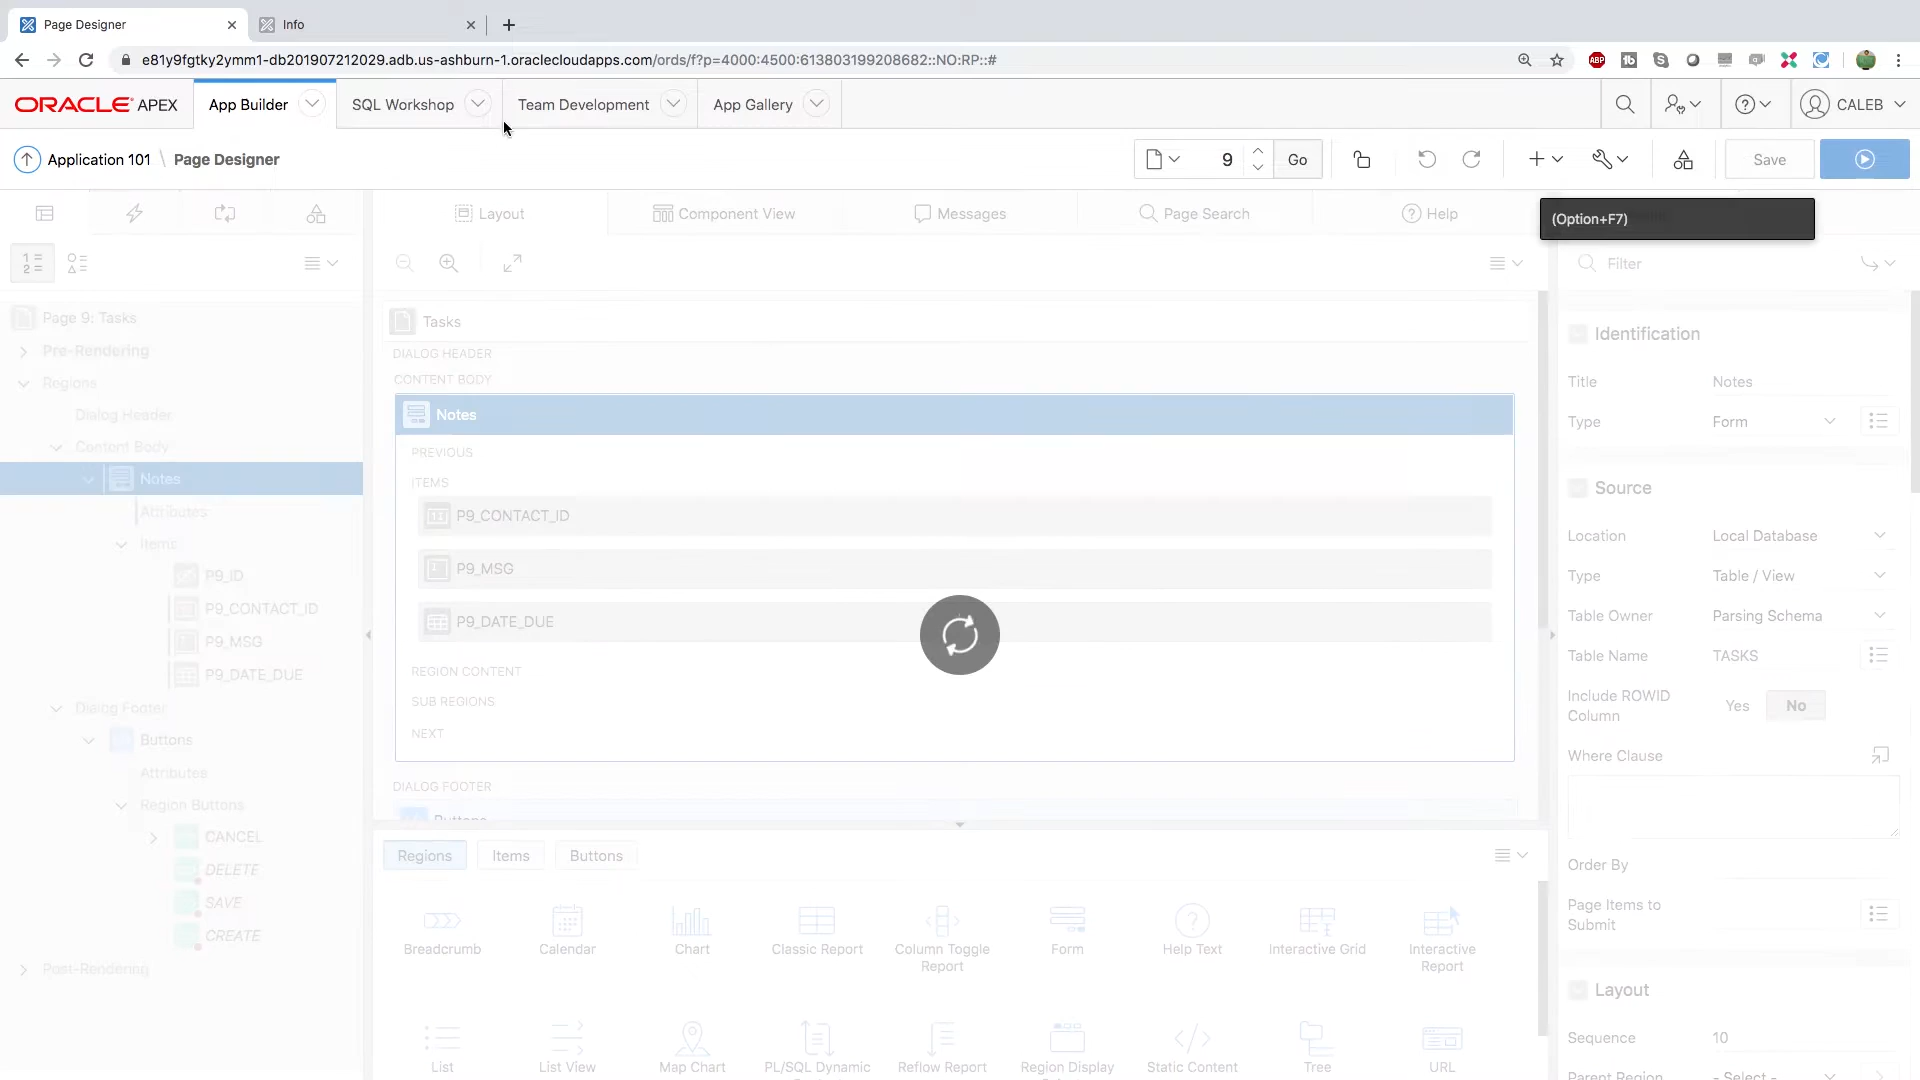 Page Designer
Info
e81y9fgtky2ymm1-db201907212029.adb.us-ashburn-1.oraclecloudapps.com/ords/f?p=4000:4500:613803199208682::NO:RP::#
ABP
ORACLE APEX
App Builder
SQL Workshop
Team Development
App Gallery
CALEB
Application 101 \ Page Designer
9
Go
Save
Layout
Component View
Messages
Page Search
Help
(Option+F7)
Filter
Page 9: Tasks
Pre-Rendering
Regions
Dialog Header
Content Body
Notes
Attributes
Items
P9_ID
P9_CONTACT_ID
P9_MSG
P9_DATE_DUE
Dialog Footer
Buttons
Attributes
Region Buttons
CANCEL
DELETE
SAVE
CREATE
Post-Rendering
Tasks
DIALOG HEADER
CONTENT BODY
Notes
PREVIOUS
ITEMS
P9_CONTACT_ID
P9_MSG
P9_DATE_DUE
REGION CONTENT
SUB REGIONS
NEXT
DIALOG FOOTER
Buttons
Regions
Items
Buttons
Breadcrumb
Calendar
Chart
Classic Report
Column Toggle
Report
Form
Help Text
Interactive Grid
Interactive
Report
List
List View
Map Chart
PL/SQL Dynamic
Reflow Report
Region Display
Static Content
Tree
URL
Identification
Title Notes
Type Form
Source
Location Local Database
Type Table / View
Table Owner Parsing Schema
Table Name TASKS
Include ROWID
Column
Yes No
Where Clause
Order By
Page Items to
Submit
Layout
Sequence 10
Parent Region - Select -